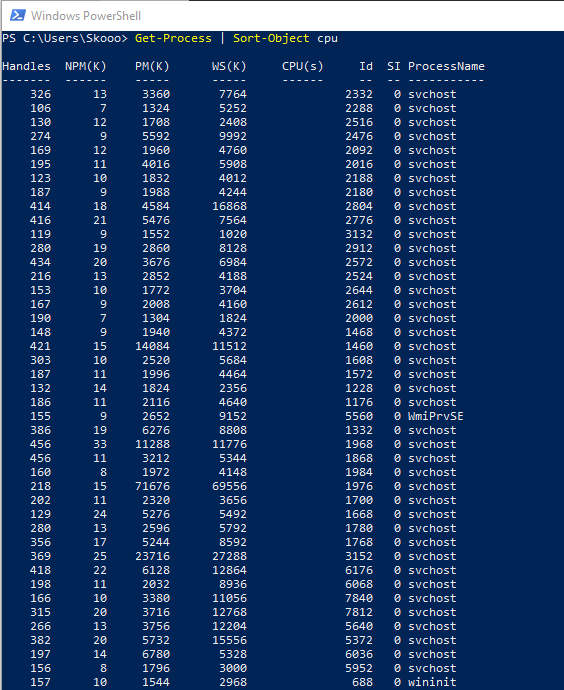 Windows PowerShell
PS C:\Users\Skooo> Get-Process | Sort-Object cpu
Handles NPM(K) PM(K) WS(K) CPU(s) Id SI ProcessName
------- ------ ----- ----- ------ -- -- -----------
326 13 3360 7764 2332 0 svchost
106 7 1324 5252 2288 0 svchost
130 12 1708 2408 2516 0 svchost
274 9 5592 9992 2476 0 svchost
169 12 1960 4760 2092 0 svchost
195 11 4016 5908 2016 0 svchost
123 10 1832 4012 2188 0 svchost
187 9 1988 4244 2180 0 svchost
414 18 4584 16868 2804 0 svchost
416 21 5476 7564 2776 0 svchost
119 9 1552 1020 3132 0 svchost
280 19 2860 8128 2912 0 svchost
434 20 3676 6984 2572 0 svchost
216 13 2852 4188 2524 0 svchost
153 10 1772 3704 2644 0 svchost
167 9 2008 4160 2612 0 svchost
190 7 1304 1824 2000 0 svchost
148 9 1940 4372 1468 0 svchost
421 15 14084 11512 1460 0 svchost
303 10 2520 5684 1608 0 svchost
187 11 1996 4464 1572 0 svchost
132 14 1824 2356 1228 0 svchost
186 11 2116 4640 1176 0 svchost
155 9 2652 9152 5560 0 WmiPrvSE
386 19 6276 8808 1332 0 svchost
456 33 11288 11776 1968 0 svchost
456 11 3212 5344 1868 0 svchost
160 8 1972 4148 1984 0 svchost
218 15 71676 69556 1976 0 svchost
202 11 2320 3656 1700 0 svchost
129 24 5276 5492 1668 0 svchost
280 13 2596 5792 1780 0 svchost
356 17 5244 8592 1768 0 svchost
369 25 23716 27288 3152 0 svchost
418 22 6128 12864 6176 0 svchost
198 11 2032 8936 6068 0 svchost
166 10 3380 11056 7840 0 svchost
315 20 3716 12768 7812 0 svchost
266 13 3756 12204 5640 0 svchost
382 20 5732 15556 5372 0 svchost
197 14 6780 5328 6036 0 svchost
156 8 1796 3000 5952 0 svchost
157 10 1544 2968 688 0 wininit